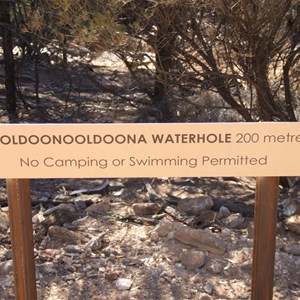 OLDOONOOLDOONA WATERHOLE 200 metre
No Camping or Swimming Permitted